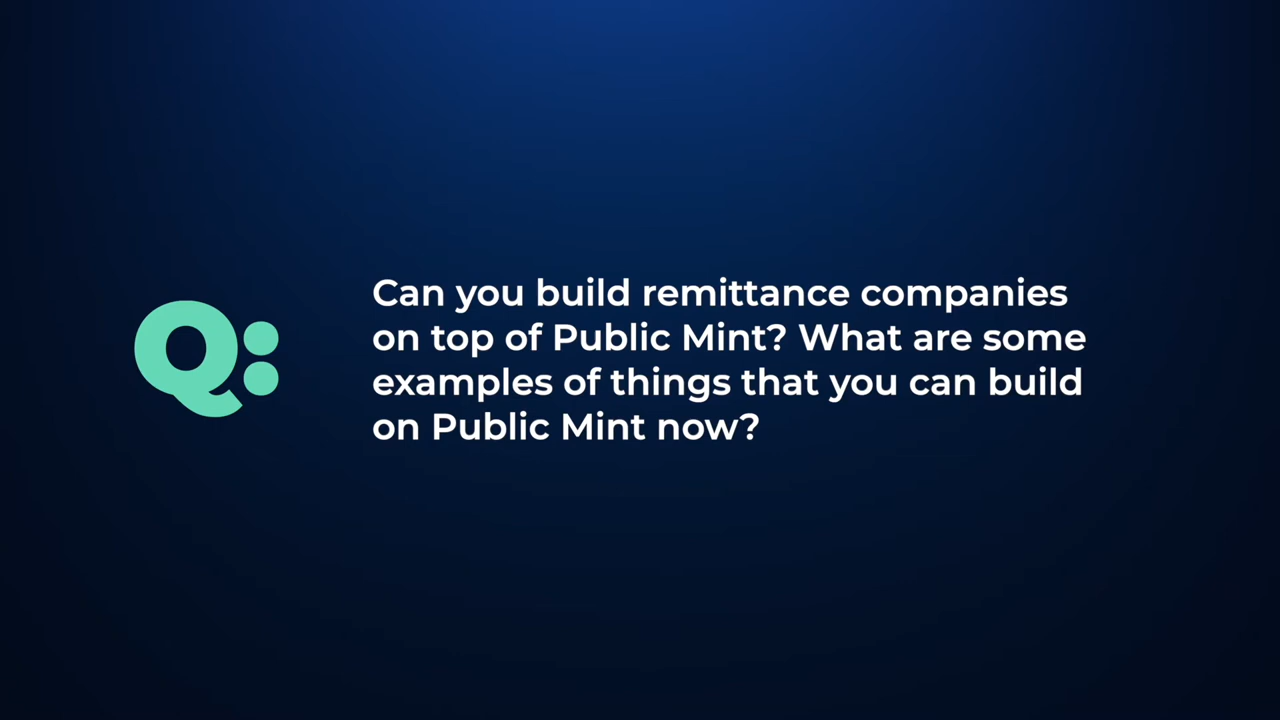 Q:
Can you build remittance companies
on top of Public Mint? What are some
examples of things that you can build
on Public Mint now?